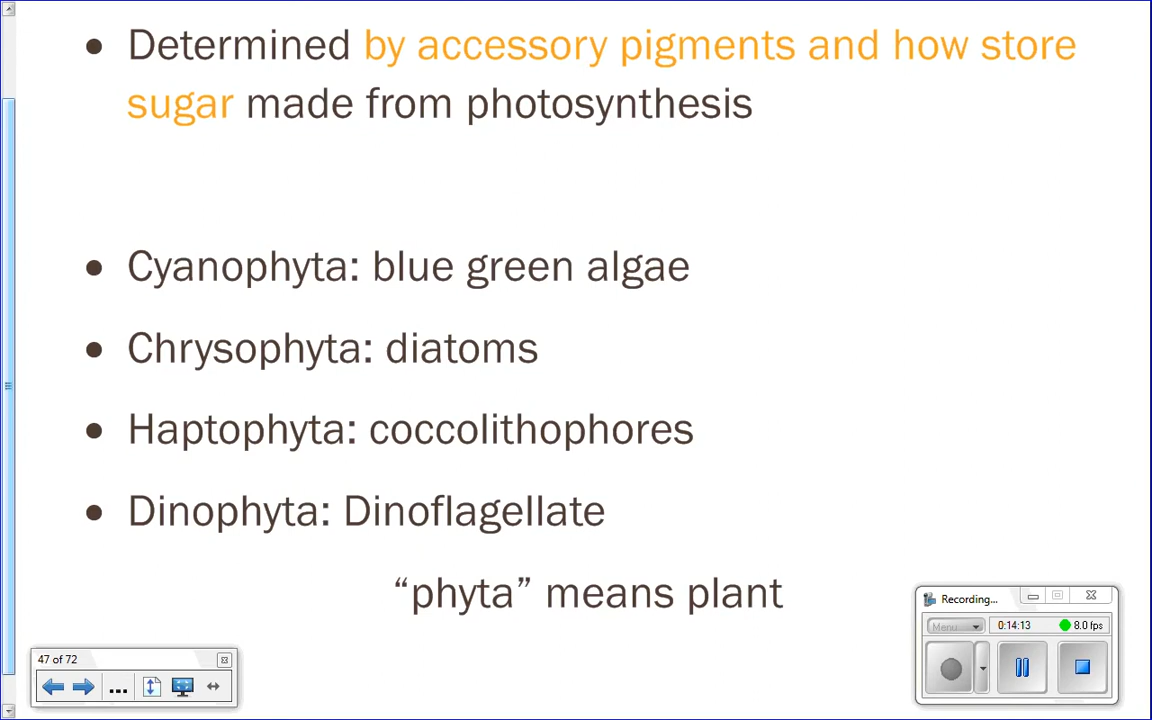 • Determined by accessory pigments and how store
sugar made from photosynthesis
• Cyanophyta: blue green algae
• Chrysophyta: diatoms
• Haptophyta: coccolithophores
• Dinophyta: Dinoflagellate
“phyta” means plant
Recording...
Menu 0:14:13 8.0 fps
47 of 72
...